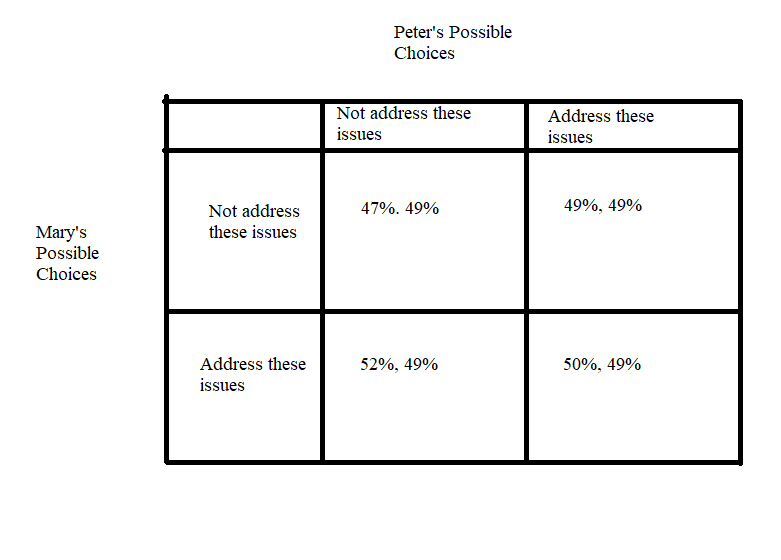 Peter's Possible
Choices
Not address these
issues
Address these
issues
Not address
these issues
47%. 49%
49%, 49%
Mary's
Possible
Choices
Address these
issues
52%, 49%
50%, 49%